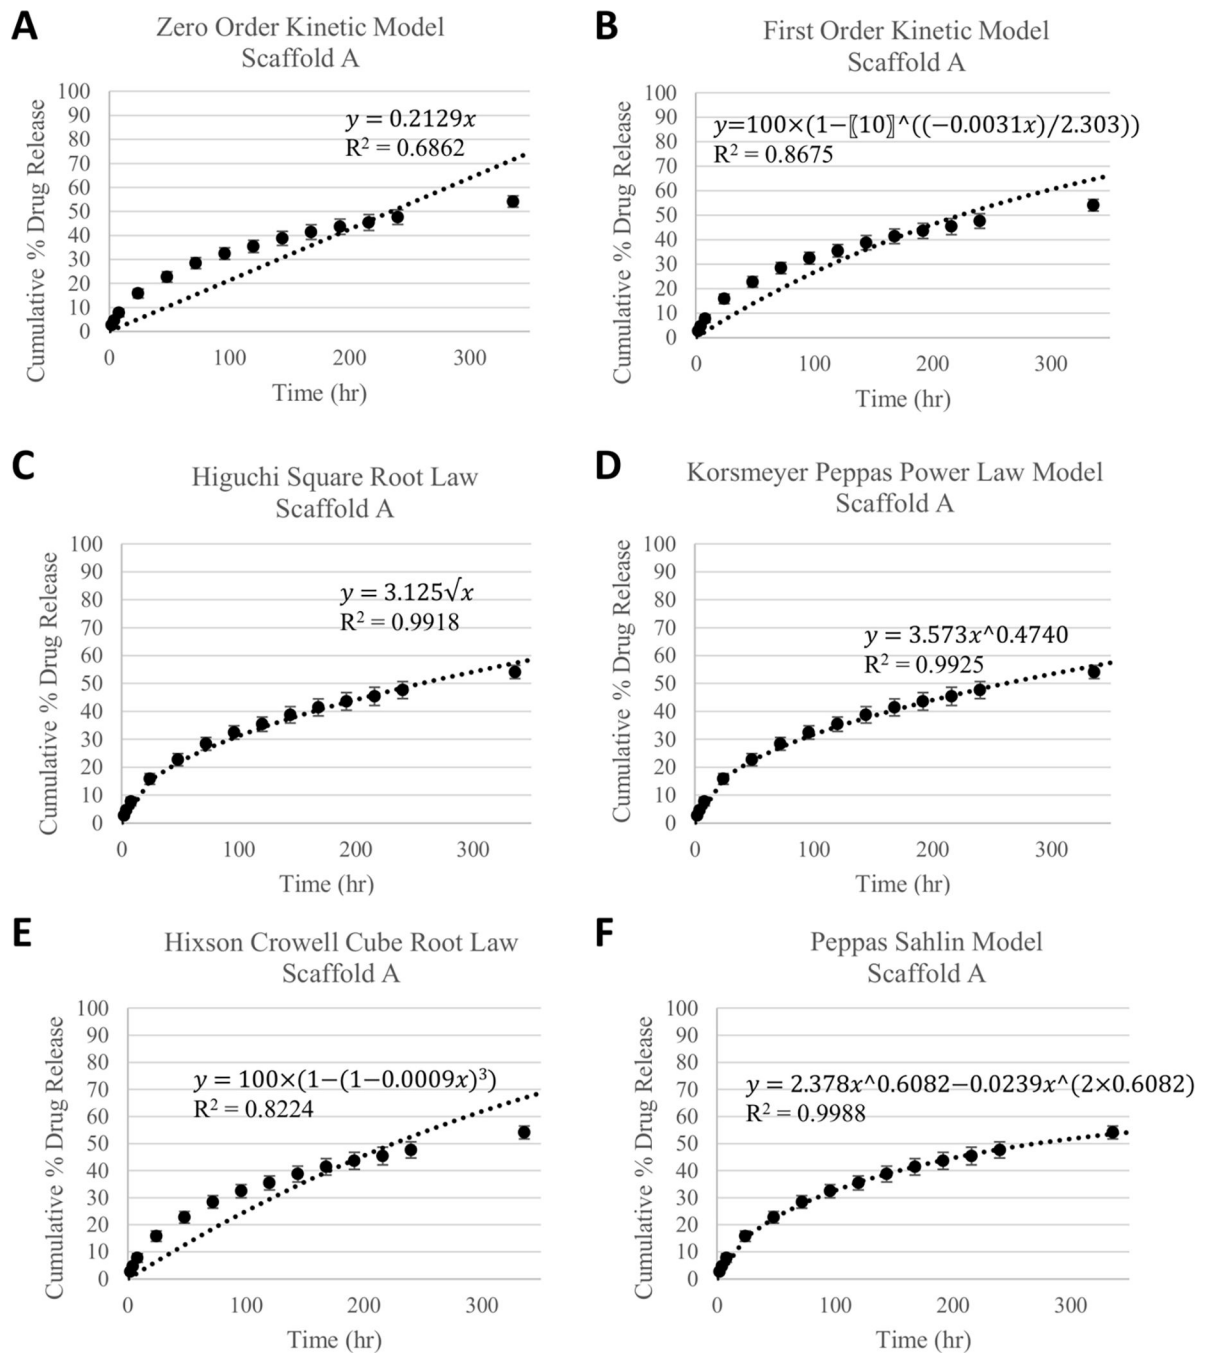 A
Zero Order Kinetic Model
Scaffold A
Cumulative % Drug Release
100
90
80
70
60
50
40
30
20
10
0
y = 0.2129x
R² = 0.6862
0 100 200 300
Time (hr)
B
First Order Kinetic Model
Scaffold A
Cumulative % Drug Release
100
90
80
70
60
50
40
30
20
10
0
y=100×(1−〖10〗^((−0.0031x)/2.303))
R² = 0.8675
0 100 200 300
Time (hr)
C
Higuchi Square Root Law
Scaffold A
Cumulative % Drug Release
100
90
80
70
60
50
40
30
20
10
0
y = 3.125√x
R² = 0.9918
0 100 200 300
Time (hr)
D
Korsmeyer Peppas Power Law Model
Scaffold A
Cumulative % Drug Release
100
90
80
70
60
50
40
30
20
10
0
y = 3.573x^0.4740
R² = 0.9925
0 100 200 300
Time (hr)
E
Hixson Crowell Cube Root Law
Scaffold A
Cumulative % Drug Release
100
90
80
70
60
50
40
30
20
10
0
y = 100×(1−(1−0.0009x)³)
R² = 0.8224
0 100 200 300
Time (hr)
F
Peppas Sahlin Model
Scaffold A
Cumulative % Drug Release
100
90
80
70
60
50
40
30
20
10
0
y = 2.378x^0.6082−0.0239x^(2×0.6082)
R² = 0.9988
0 100 200 300
Time (hr)